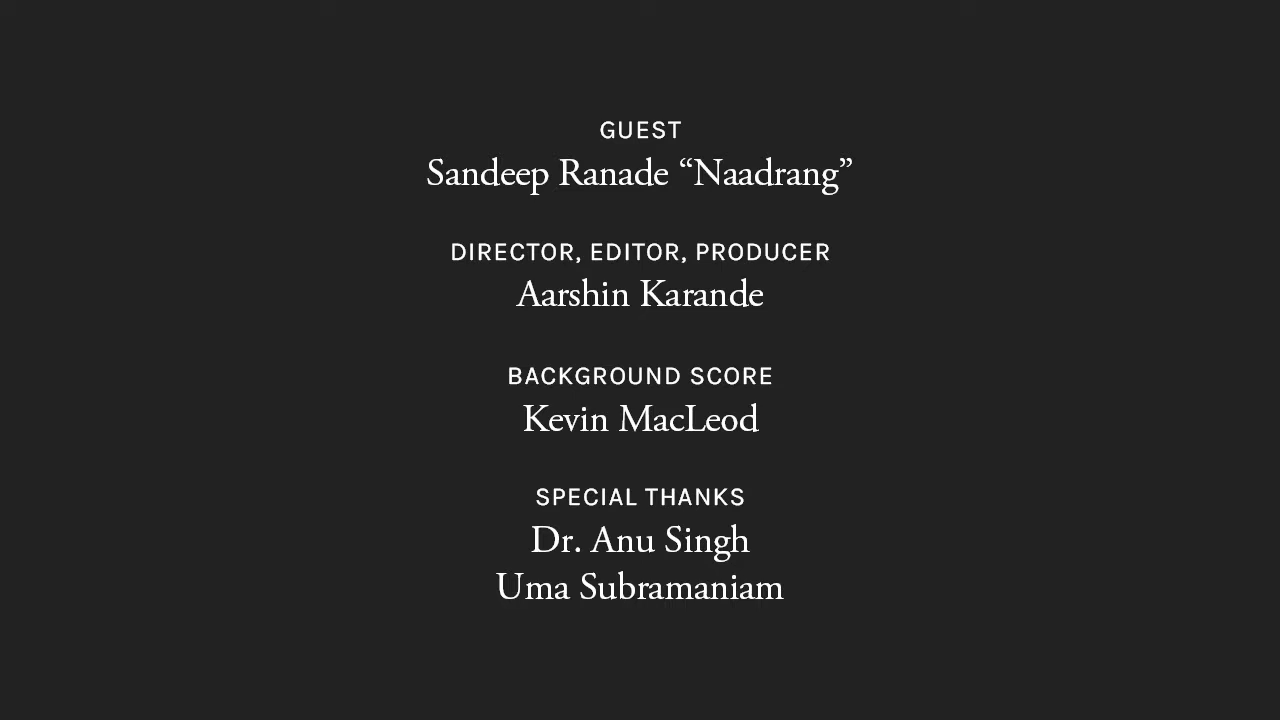 GUEST
Sandeep Ranade “Naadrang”
DIRECTOR, EDITOR, PRODUCER
Aarshin Karande
BACKGROUND SCORE
Kevin MacLeod
SPECIAL THANKS
Dr. Anu Singh
Uma Subramaniam